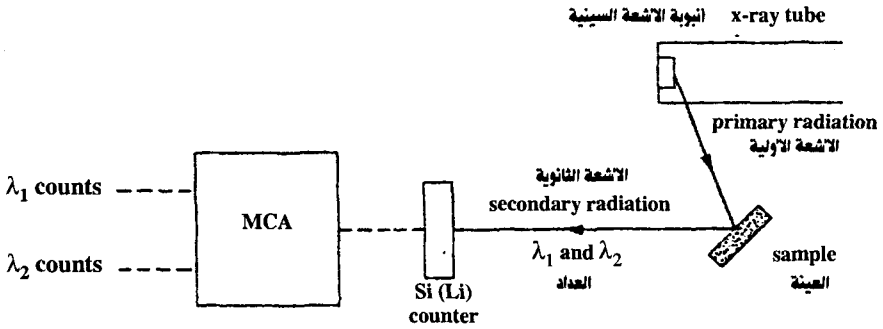 انبوبة الاشعة السينية x-ray tube
primary radiation
الاشعة الاولية
الاشعة الثانوية
secondary radiation
λ1 counts
MCA
λ2 counts
λ1 and λ2
sample
العداد
العينة
Si (Li)
counter